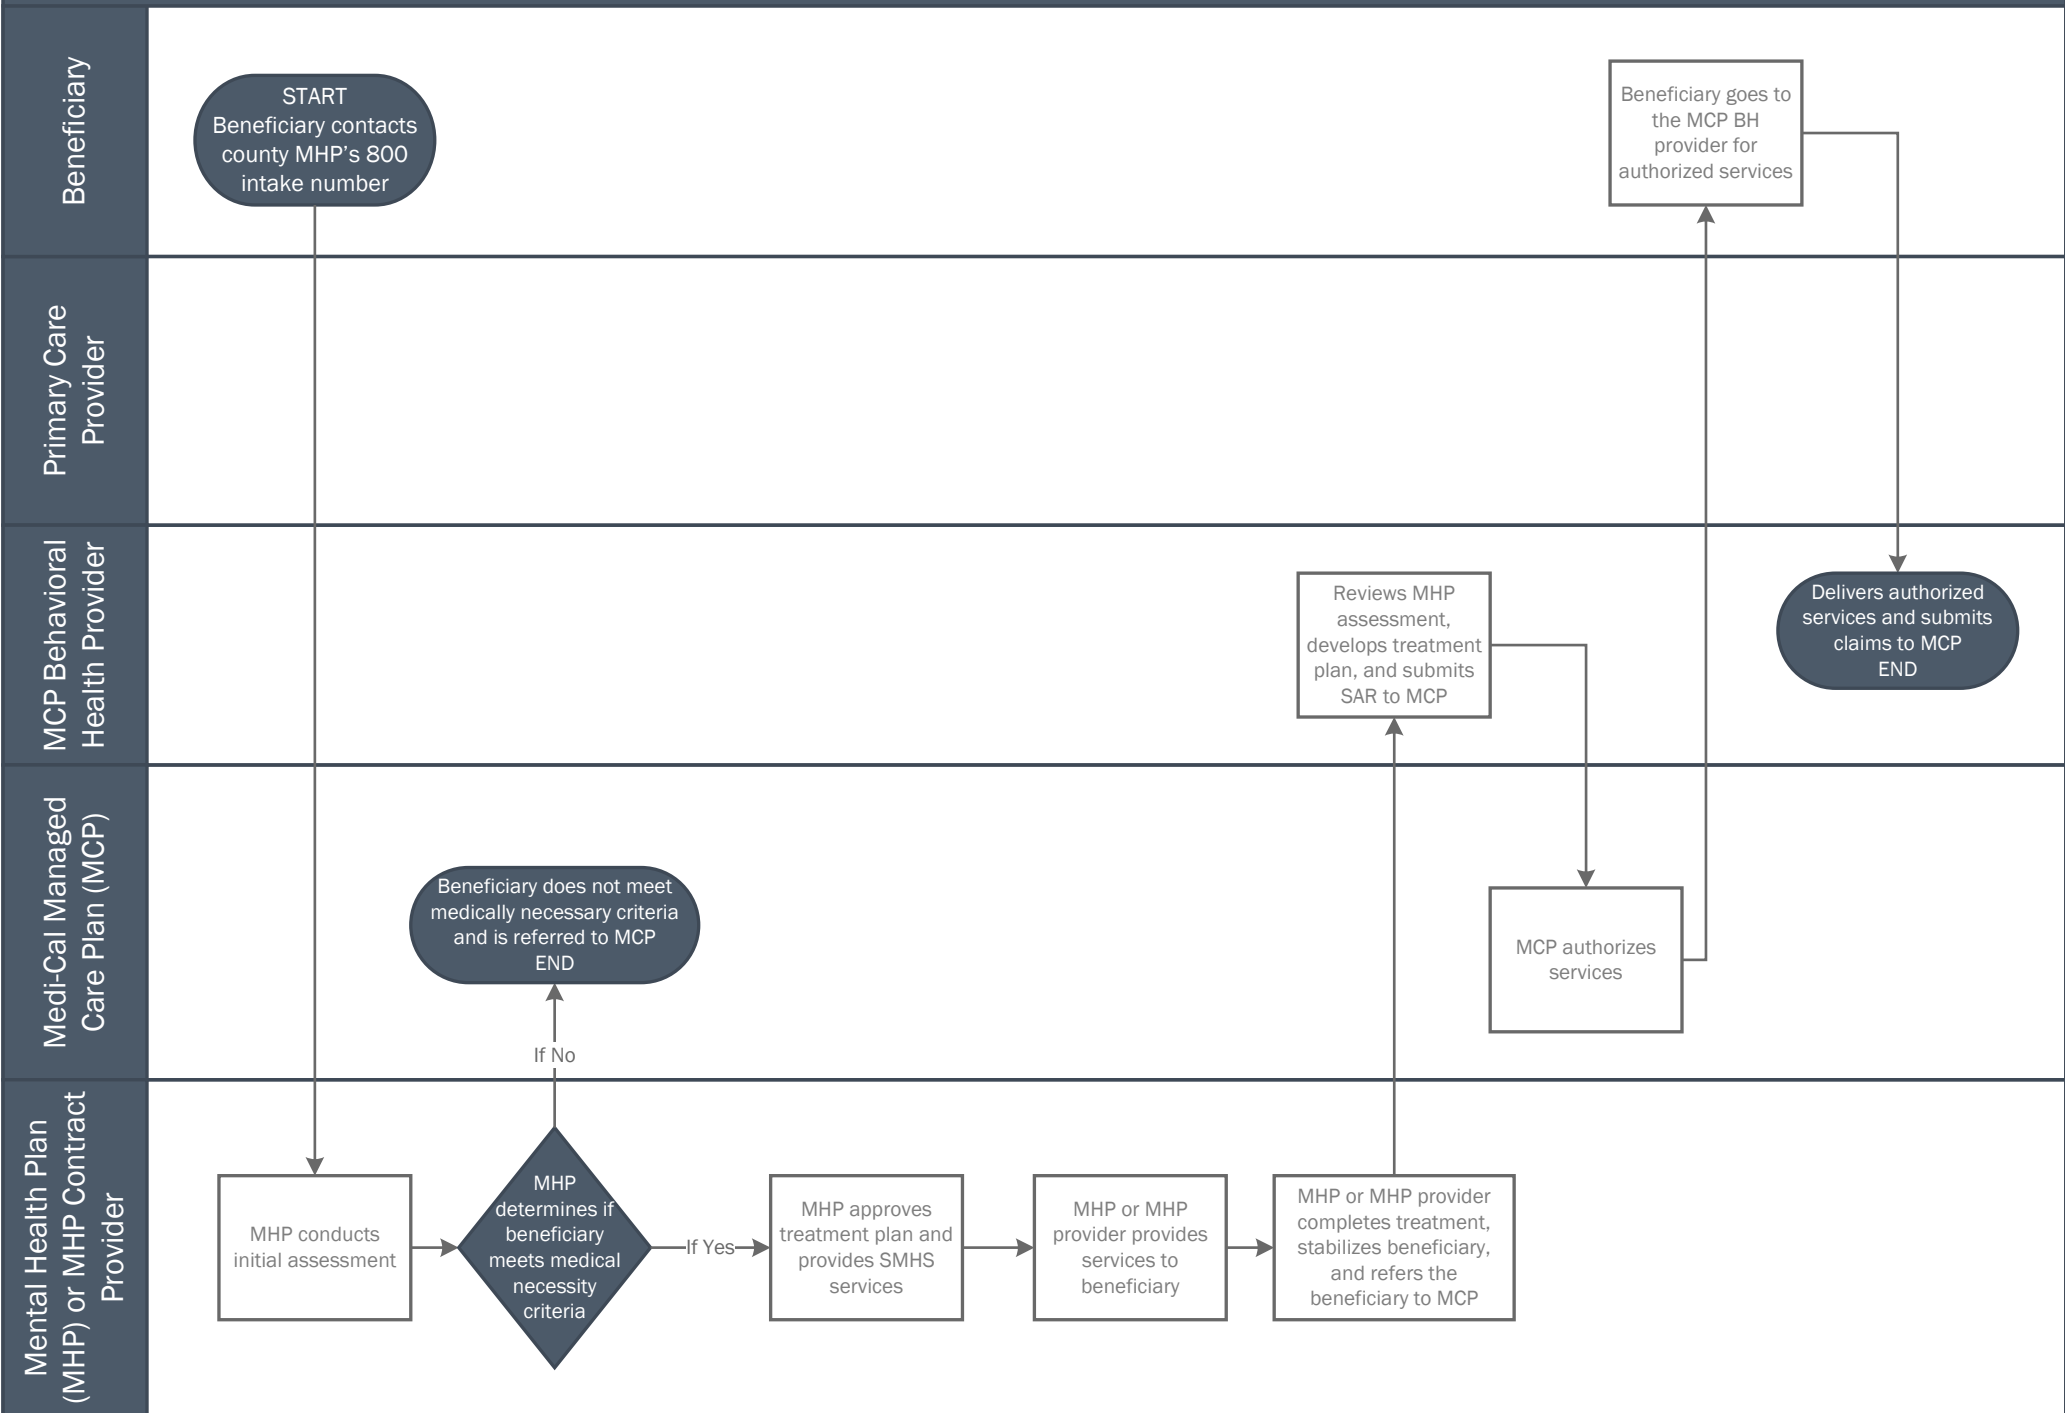 Beneficiary
START
Beneficiary contacts
county MHP's 800
intake number
Beneficiary goes to
the MCP BH
provider for
authorized services
Primary Care
Provider
MCP Behavioral
Health Provider
Reviews MHP
assessment,
develops treatment
plan, and submits
SAR to MCP
Delivers authorized
services and submits
claims to MCP
END
Medi-Cal Managed
Care Plan (MCP)
Beneficiary does not meet
medically necessary criteria
and is referred to MCP
END
MCP authorizes
services
If No
Mental Health Plan
(MHP) or MHP Contract
Provider
MHP conducts
initial assessment
MHP
determines if
beneficiary
meets medical
necessity
criteria
If Yes
MHP approves
treatment plan and
provides SMHS
services
MHP or MHP
provider provides
services to
beneficiary
MHP or MHP provider
completes treatment,
stabilizes beneficiary,
and refers the
beneficiary to MCP